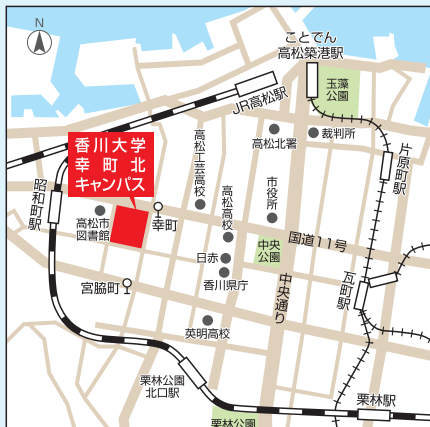 N
ことでん
高松築港駅
玉藻
公園
JR高松駅
裁判所
高松北署
片原町駅
香川大学
幸町北
キャンパス
高松工芸高校
高松高校
市役所
昭和町駅
高松市
図書館
幸町
国道11号
中央
公園
日赤
香川県庁
中央通り
瓦町駅
宮脇町
英明高校
栗林公園
北口駅
栗林駅
栗林公園